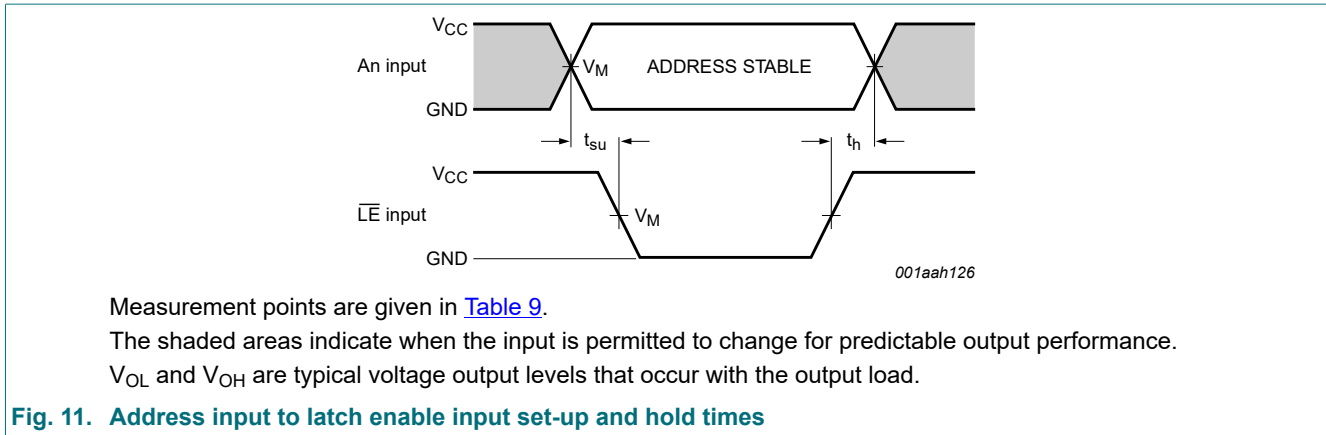 VCC
An input
VM
ADDRESS STABLE
GND
tsu
th
VCC
LE input
VM
GND
001aah126
Measurement points are given in Table 9.
The shaded areas indicate when the input is permitted to change for predictable output performance.
VOL and VOH are typical voltage output levels that occur with the output load.
Fig. 11. Address input to latch enable input set-up and hold times